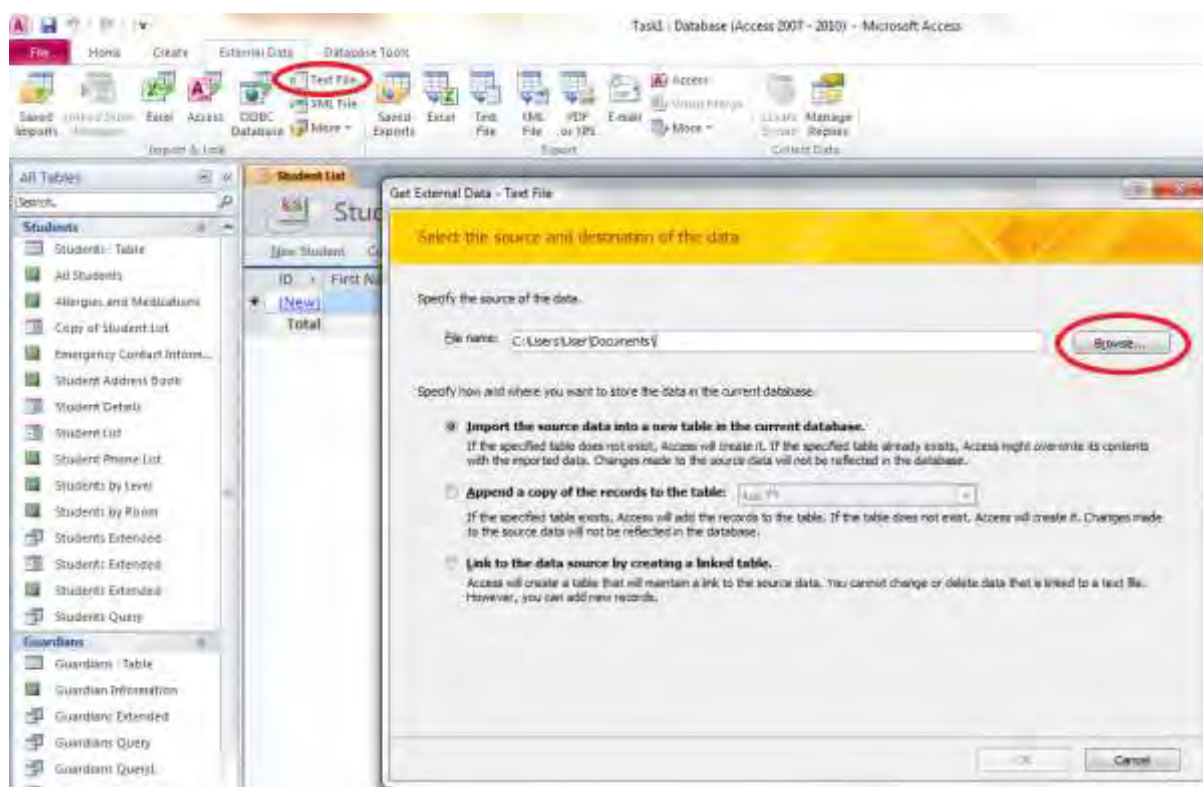 Task1 : Database (Access 2007 - 2010) - Microsoft Access
File Home Create External Data Database Tools
Text File
XML File
More
Saved Imports
Excel
Access
ODBC Database
Saved Exports
Excel
Text File
XML File
PDF or XPS
E-mail
Access
More
Manage Replies
Import & Link
Export
Collect Data
All Tables
Search..
Students
Students : Table
All Students
Allergies and Medications
Copy of Student List
Emergency Contact Inform...
Student Address Book
Student Details
Student List
Student Phone List
Students by Level
Students by Room
Students Extended
Students Extended
Students Extended
Students Query
Guardians
Guardians : Table
Guardian Information
Guardians Extended
Guardians Query
Student List
Stud
New Student
ID First Na
(New)
Total
Get External Data - Text File
Select the source and destination of the data
Specify the source of the data.
File name: C:\Users\User\Documents\
Browse...
Specify how and where you want to store the data in the current database.
Import the source data into a new table in the current database.
If the specified table does not exist, Access will create it. If the specified table already exists, Access might overwrite its contents
with the imported data. Changes made to the source data will not be reflected in the database.
Append a copy of the records to the table:
If the specified table exists, Access will add the records to the table. If the table does not exist, Access will create it. Changes made
to the source data will not be reflected in the database.
Link to the data source by creating a linked table.
Access will create a table that will maintain a link to the source data. You cannot change or delete data that is linked to a text file.
However, you can add new records.
OK
Cancel